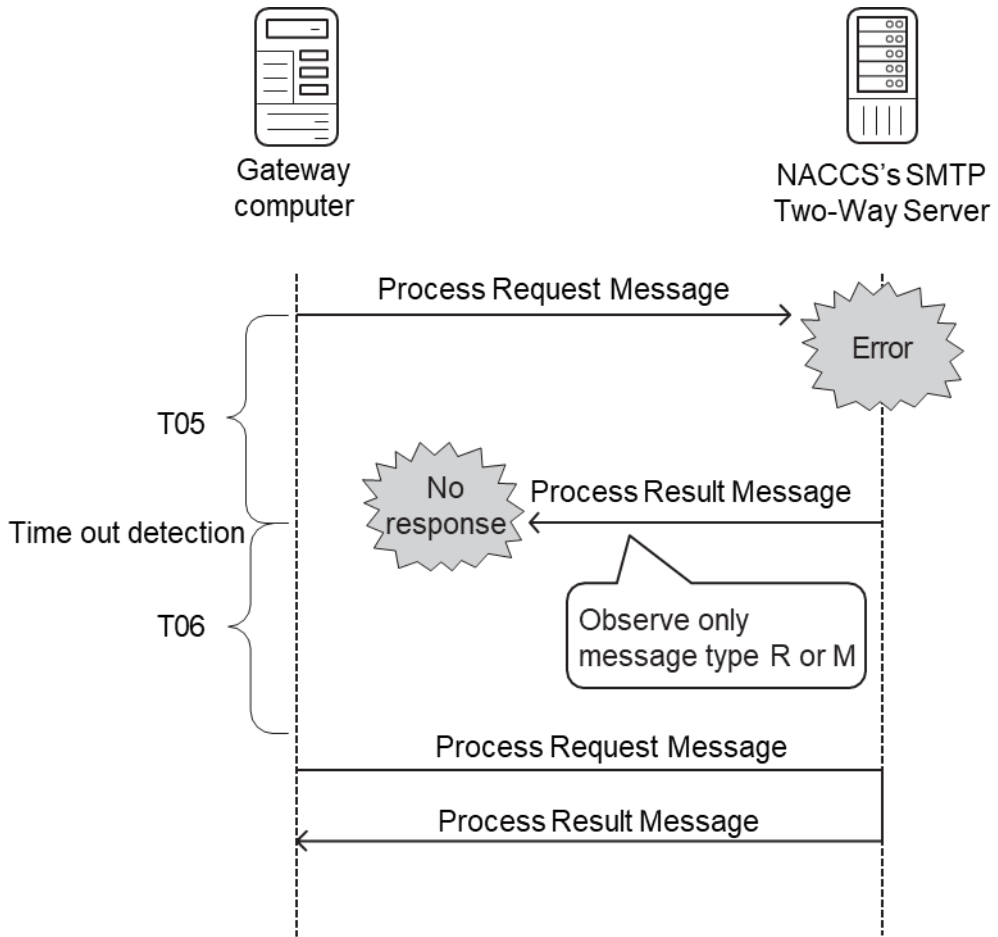 Gateway
computer
NACCS's SMTP
Two-Way Server
Process Request Message
Error
T05
No
response
Process Result Message
Time out detection
Observe only
message type R or M
T06
Process Request Message
Process Result Message